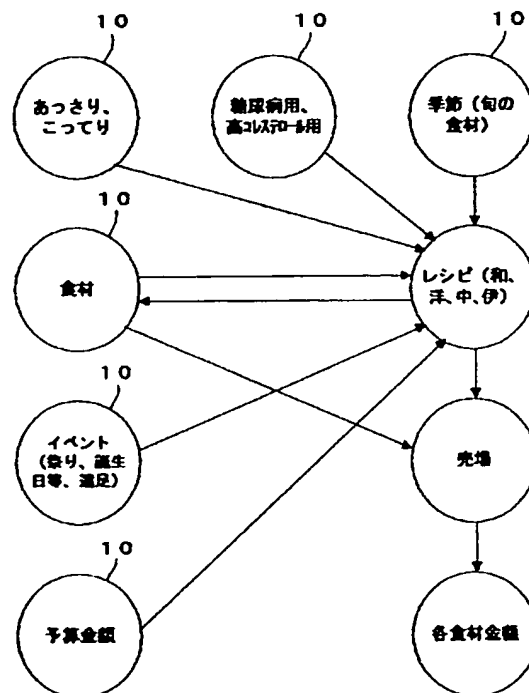 １０
１０
１０
あっさり、
こってり
糖尿病用、
高コレステロール用
季節（旬の
食材）
１０
食材
レシピ（和、
洋、中、伊）
１０
イベント
（祭り、誕生
日等、遠足）
売場
１０
予算金額
各食材金額